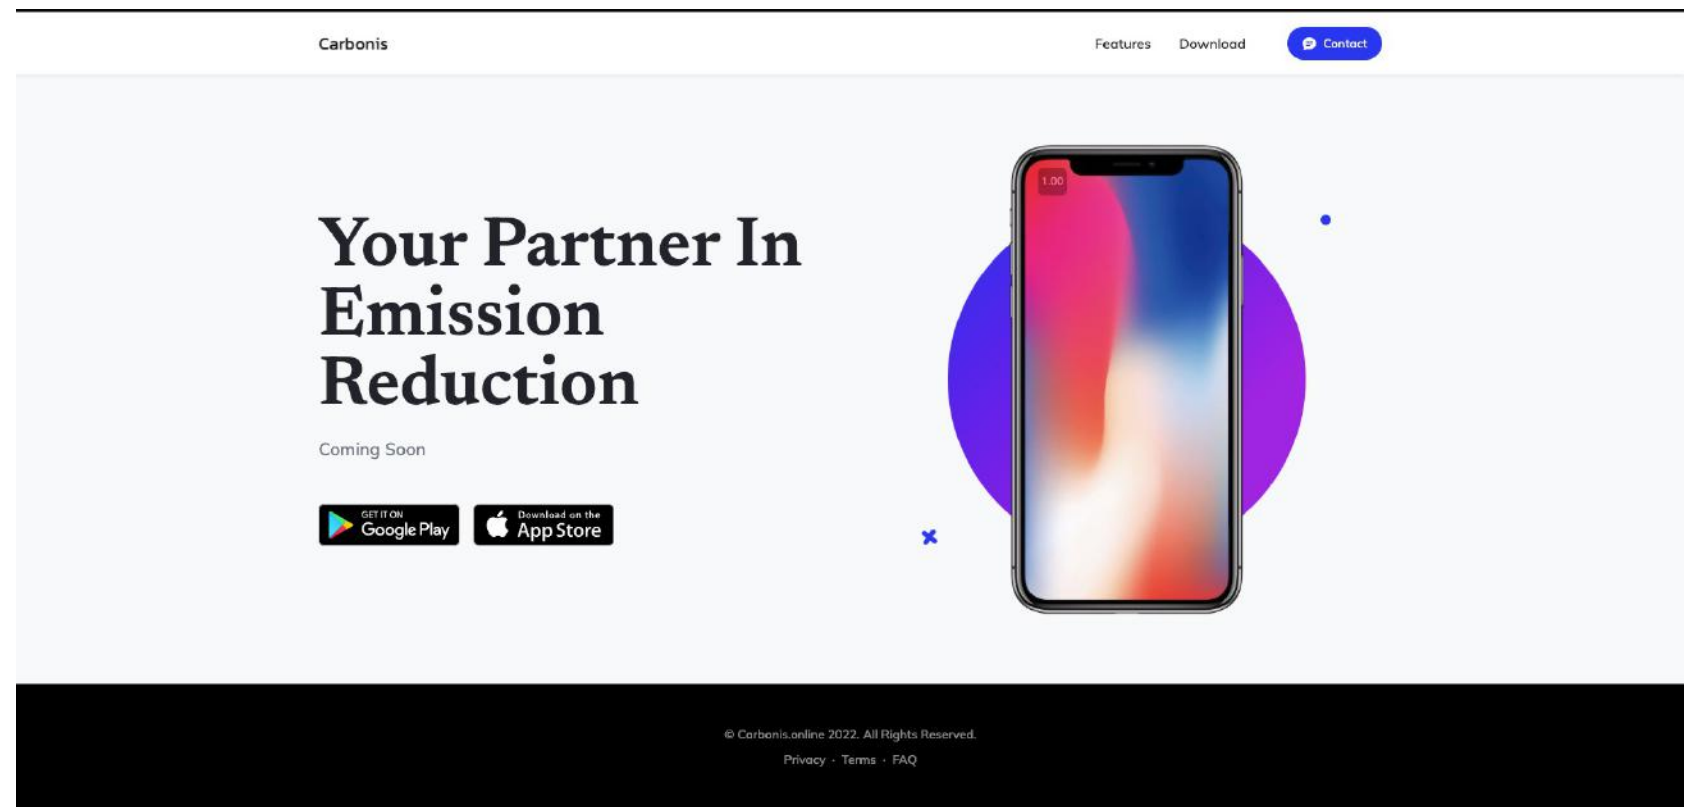 Carbonis
Features Download Contact
1.00
Your Partner In
Emission
Reduction
Coming Soon
GET IT ON
Google Play
Download on the
App Store
© Carbonis.online 2022. All Rights Reserved.
Privacy · Terms · FAQ